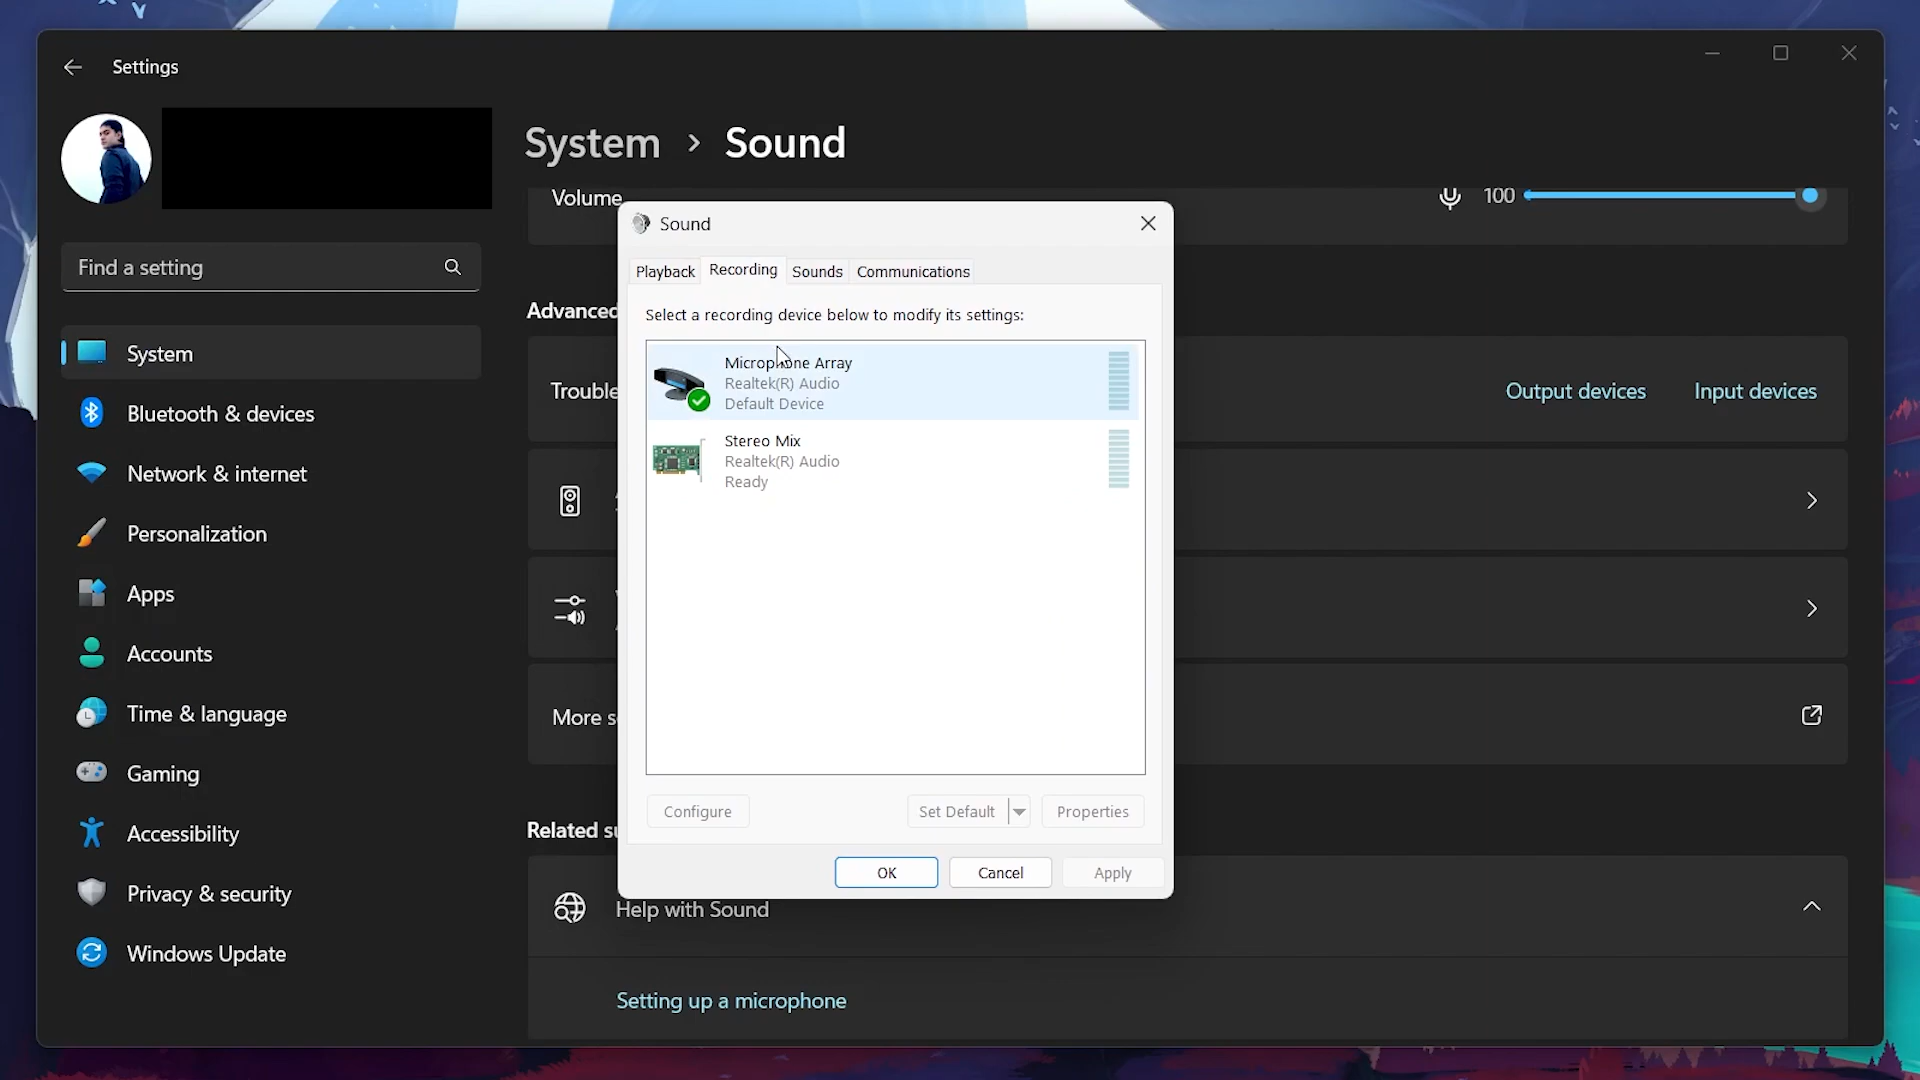 Settings
Find a setting
System
Bluetooth & devices
Network & internet
Personalization
Apps
Accounts
Time & language
Gaming
Accessibility
Privacy & security
Windows Update
System > Sound
Volume
100
Advanced
Output devices
Input devices
Related
Help with Sound
Setting up a microphone
Sound
Playback
Recording
Sounds
Communications
Select a recording device below to modify its settings:
Microphone Array
Realtek(R) Audio
Default Device
Stereo Mix
Realtek(R) Audio
Ready
Configure
Set Default
Properties
OK
Cancel
Apply
More